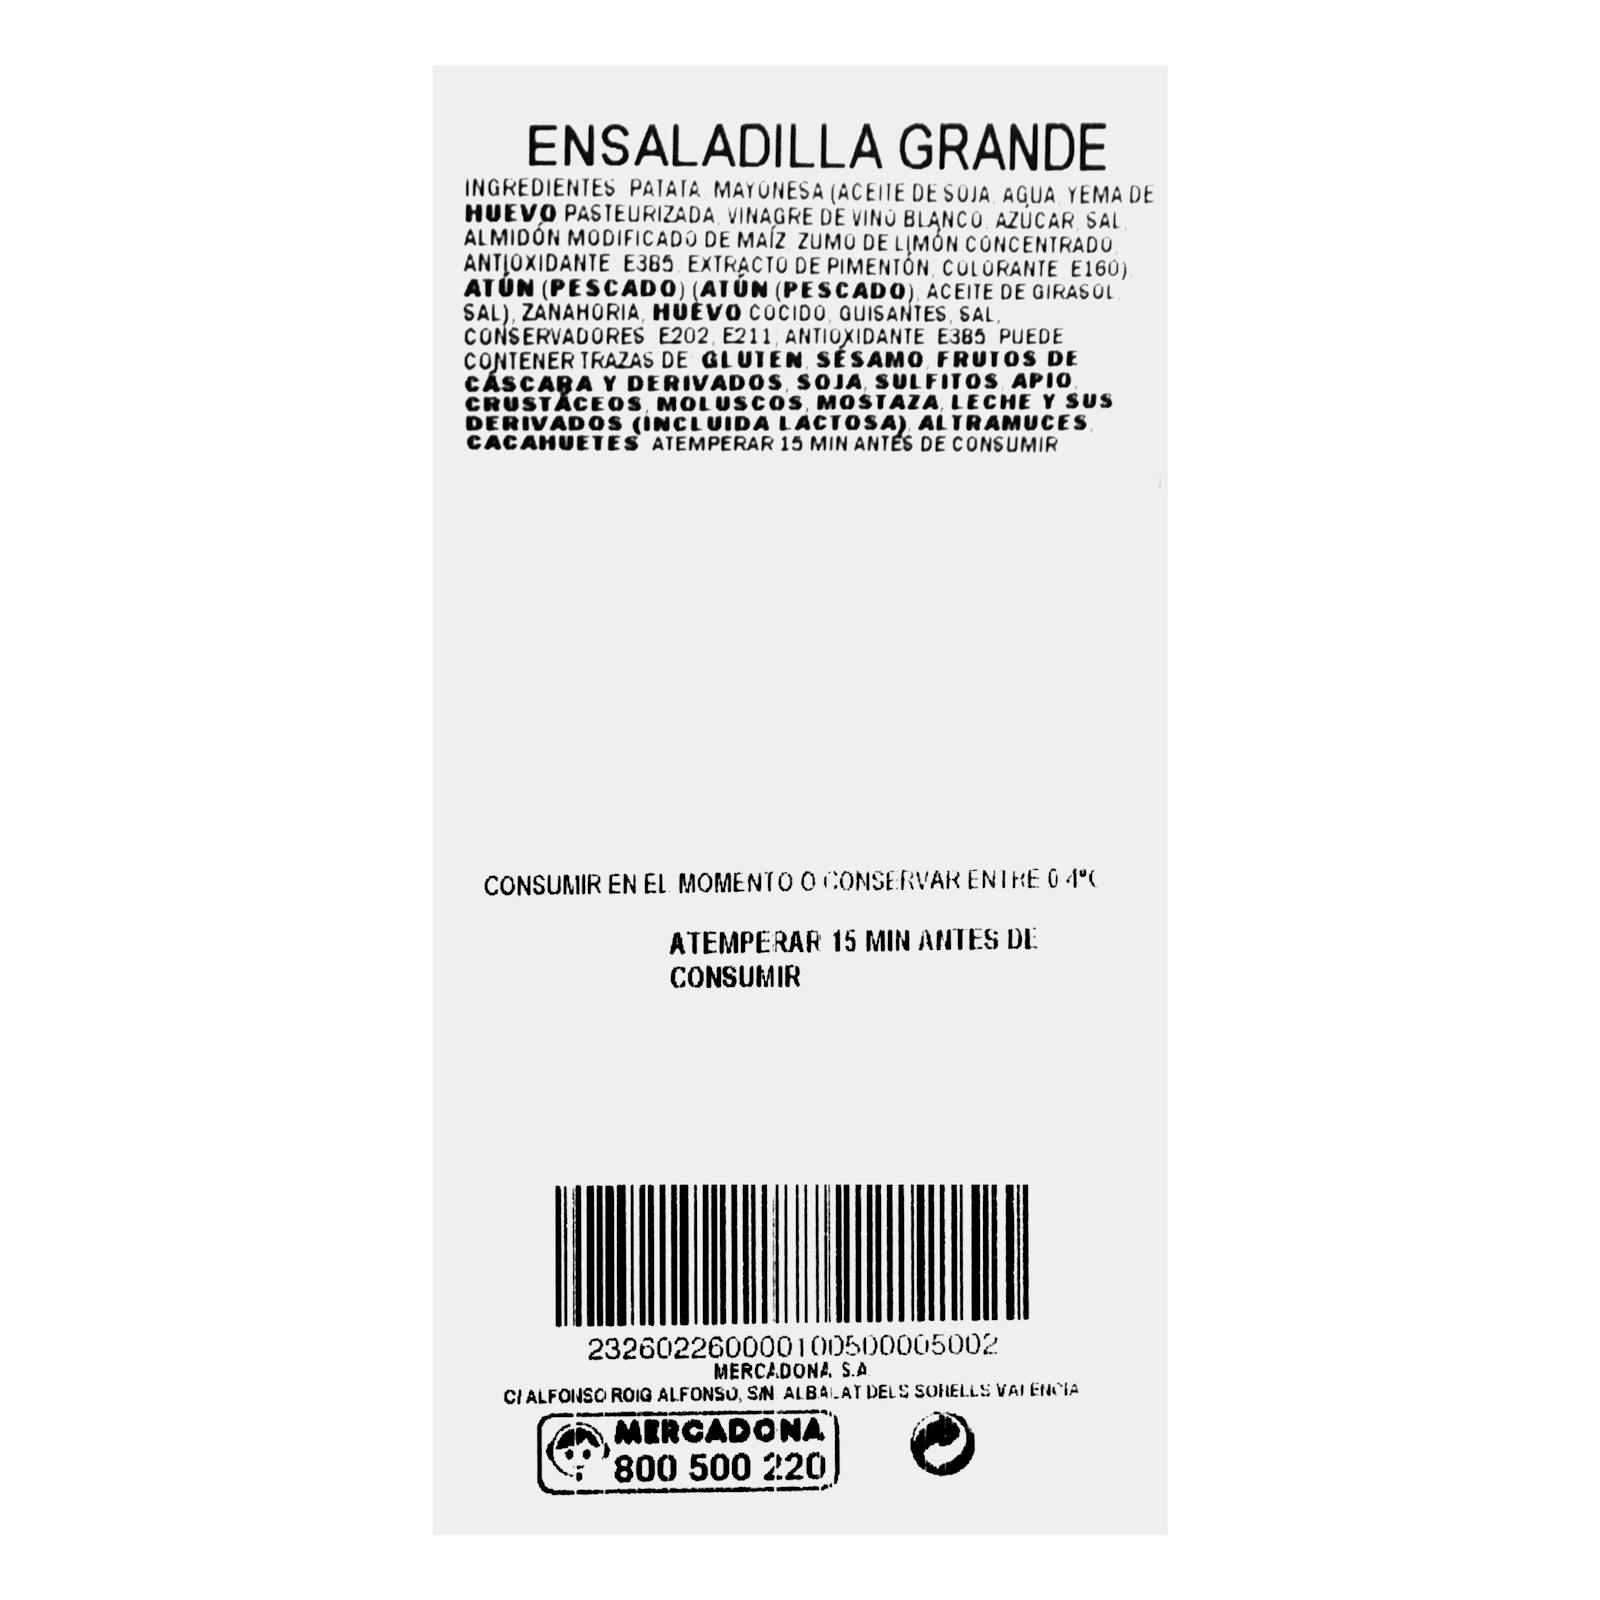 ENSALADILLA GRANDE
INGREDIENTES PATATA MAYONESA (ACEITE DE SOJA, AGUA, YEMA DE
HUEVO PASTEURIZADA, VINAGRE DE VINO BLANCO, AZÚCAR, SAL,
ALMIDÓN MODIFICADO DE MAÍZ, ZUMO DE LIMÓN CONCENTRADO,
ANTIOXIDANTE E385, EXTRACTO DE PIMENTÓN, COLORANTE E160)
ATÚN (PESCADO) (ATÚN (PESCADO), ACEITE DE GIRASOL,
SAL), ZANAHORIA, HUEVO COCIDO, GUISANTES, SAL,
CONSERVADORES E202, E211, ANTIOXIDANTE E385 PUEDE
CONTENER TRAZAS DE GLUTEN, SÉSAMO, FRUTOS DE
CÁSCARA Y DERIVADOS, SOJA, SULFITOS, APIO,
CRUSTÁCEOS, MOLUSCOS, MOSTAZA, LECHE Y SUS
DERIVADOS (INCLUIDA LACTOSA), ALTRAMUCES,
CACAHUETES ATEMPERAR 15 MIN ANTES DE CONSUMIR
CONSUMIR EN EL MOMENTO O CONSERVAR ENTRE 0 4ºC
ATEMPERAR 15 MIN ANTES DE
CONSUMIR
232602260000100500005002
MERCADONA, S.A.
C/ ALFONSO ROIG ALFONSO, S/N ALBALAT DELS SORELLS VALENCIA
MERCADONA
800 500 220